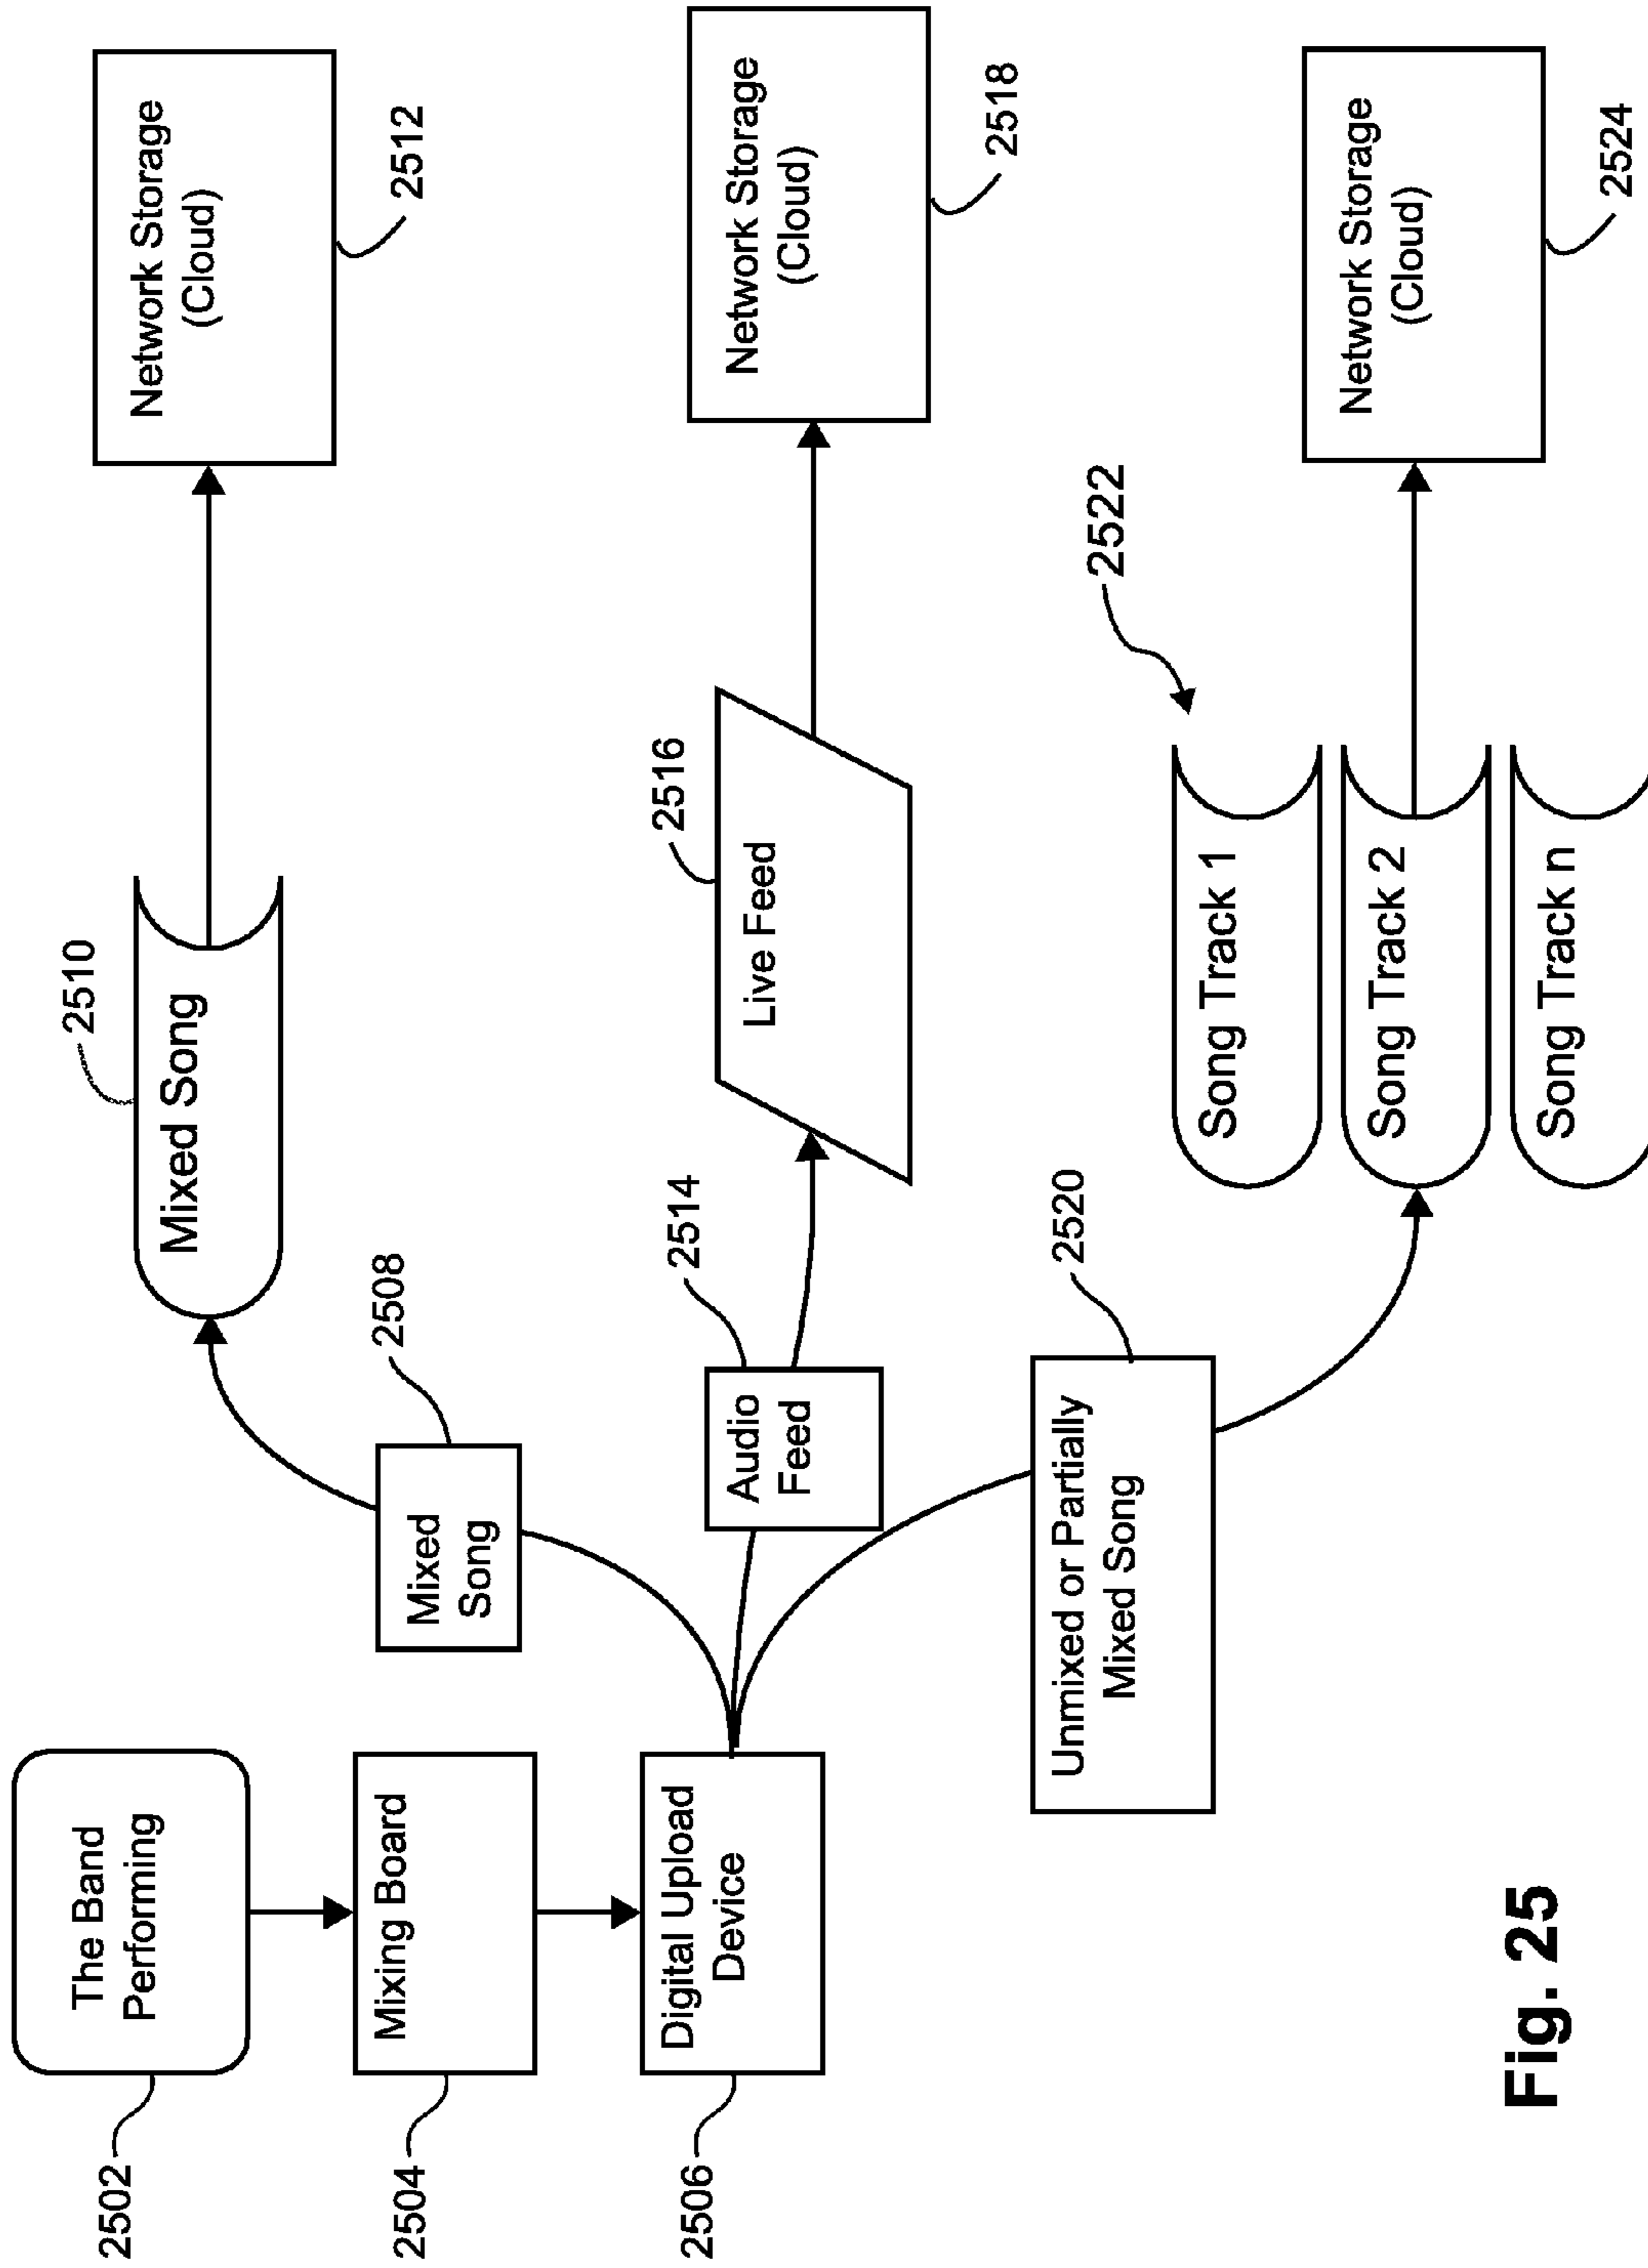 2502
The Band
Performing
2504
Mixing Board
2506
Digital Upload
Device
2508
Mixed
Song
2510
Mixed Song
Network Storage
(Cloud)
2512
2514
Audio
Feed
2516
Live Feed
Network Storage
(Cloud)
2518
2520
Unmixed or Partially
Mixed Song
2522
Song Track 1
Song Track 2
Song Track n
Network Storage
(Cloud)
2524
Fig. 25